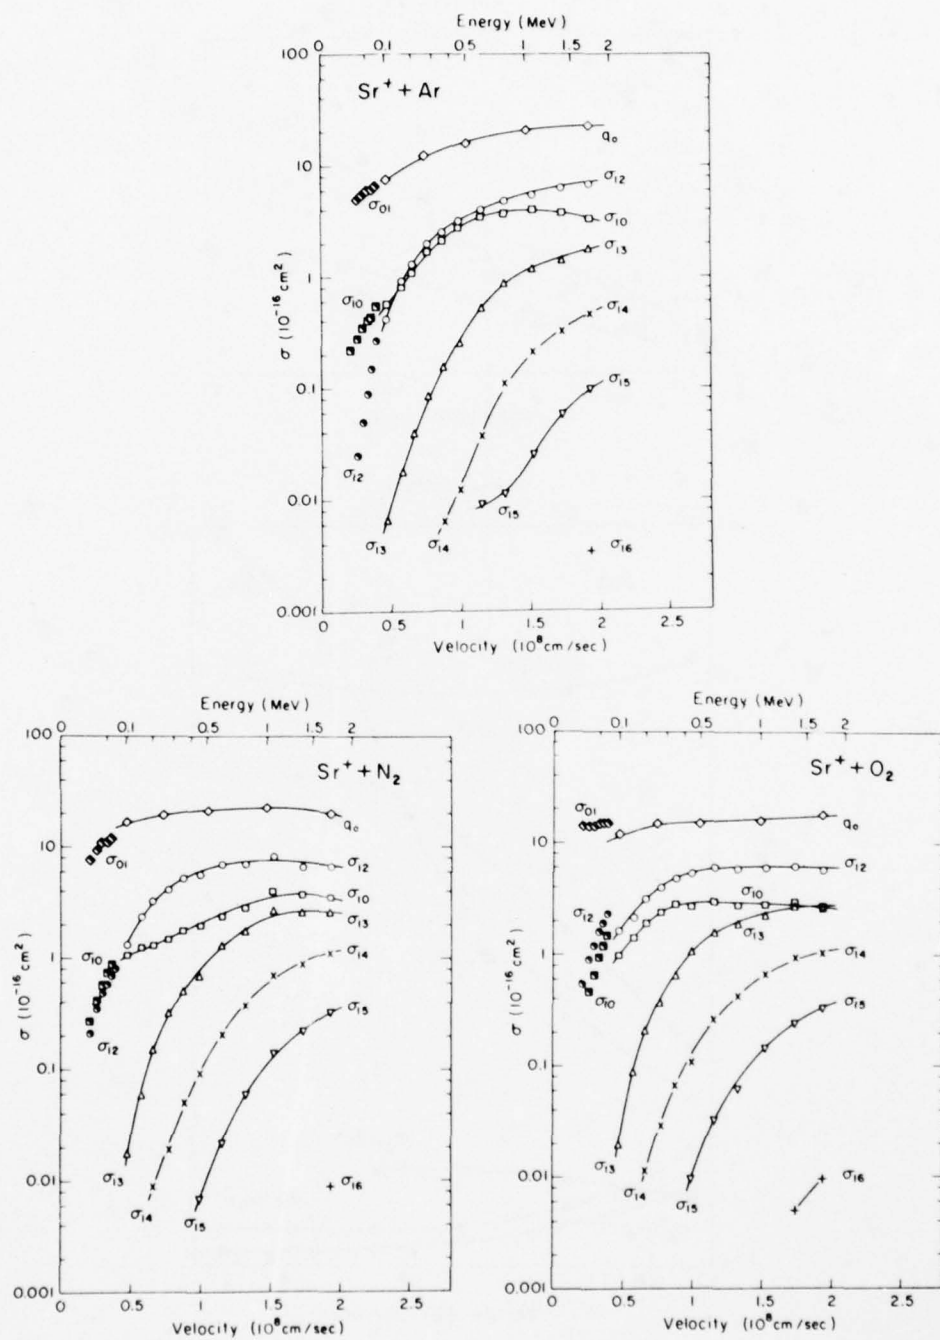 Energy (MeV)
0 0.1 0.5 1 1.5 2
100
Sr⁺ + Ar
q₀
10
σ₁₂
σ₀₁
σ₁₀
σ₁₃
1
σ₁₀
σ₁₄
σ (10⁻¹⁶ cm²)
σ₁₅
0.1
σ₁₂
0.01
σ₁₅
σ₁₃
σ₁₄
σ₁₆
0.001
0 0.5 1 1.5 2 2.5
Velocity (10⁸cm/sec)
Energy (MeV)
0 0.1 0.5 1 1.5 2
100
Sr⁺ + N₂
q₀
10
σ₀₁
σ₁₂
σ₁₀
σ₁₃
σ₁₀
1
σ₁₄
σ (10⁻¹⁶ cm²)
σ₁₅
σ₁₂
0.1
0.01
σ₁₃
σ₁₆
σ₁₄
σ₁₅
0.001
0 0.5 1 1.5 2 2.5
Velocity (10⁸cm/sec)
Energy (MeV)
0 0.1 0.5 1 1.5 2
100
Sr⁺ + O₂
σ₀₁
q₀
10
σ₁₂
σ₁₀
σ₁₂
σ₁₃
1
σ₁₄
σ₁₀
σ (10⁻¹⁶ cm²)
σ₁₅
0.1
0.01
σ₁₃
σ₁₆
σ₁₄
σ₁₅
0.001
0 0.5 1 1.5 2 2.5
Velocity (10⁸cm/sec)